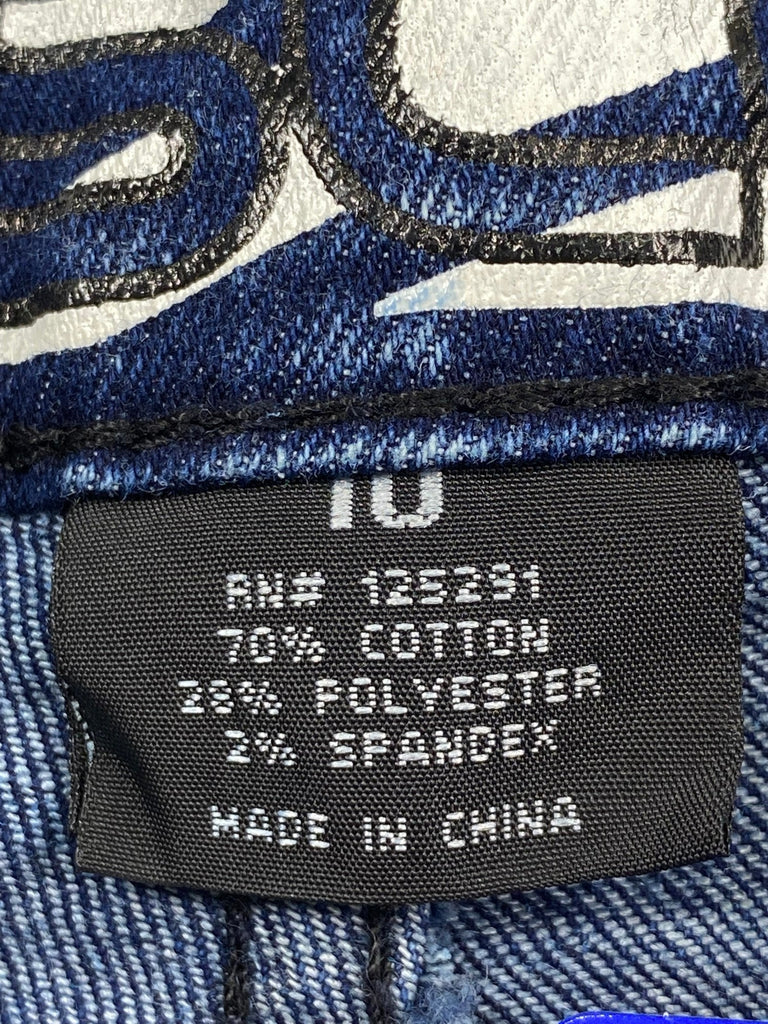 10
RN# 125291
70% COTTON
28% POLYESTER
2% SPANDEX
MADE IN CHINA